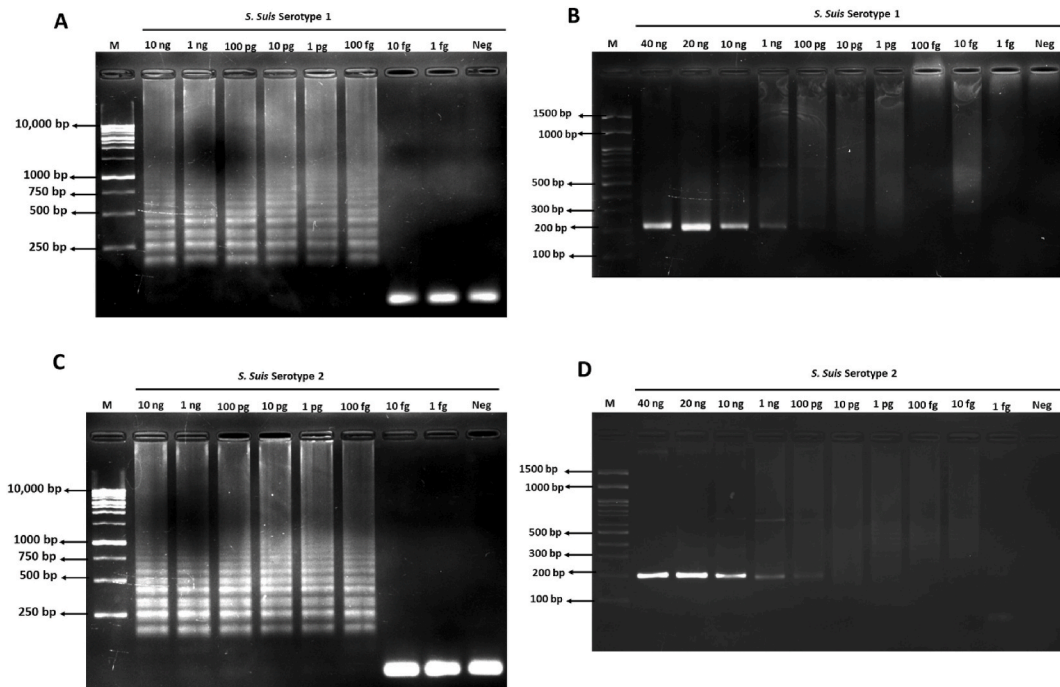 A
S. Suis Serotype 1
M 10 ng 1 ng 100 pg 10 pg 1 pg 100 fg 10 fg 1 fg Neg
10,000 bp
1000 bp
750 bp
500 bp
250 bp
B
S. Suis Serotype 1
M 40 ng 20 ng 10 ng 1 ng 100 pg 10 pg 1 pg 100 fg 10 fg 1 fg Neg
1500 bp
1000 bp
500 bp
300 bp
200 bp
100 bp
C
S. Suis Serotype 2
M 10 ng 1 ng 100 pg 10 pg 1 pg 100 fg 10 fg 1 fg Neg
10,000 bp
1000 bp
750 bp
500 bp
250 bp
D
S. Suis Serotype 2
M 40 ng 20 ng 10 ng 1 ng 100 pg 10 pg 1 pg 100 fg 10 fg 1 fg Neg
1500 bp
1000 bp
500 bp
300 bp
200 bp
100 bp